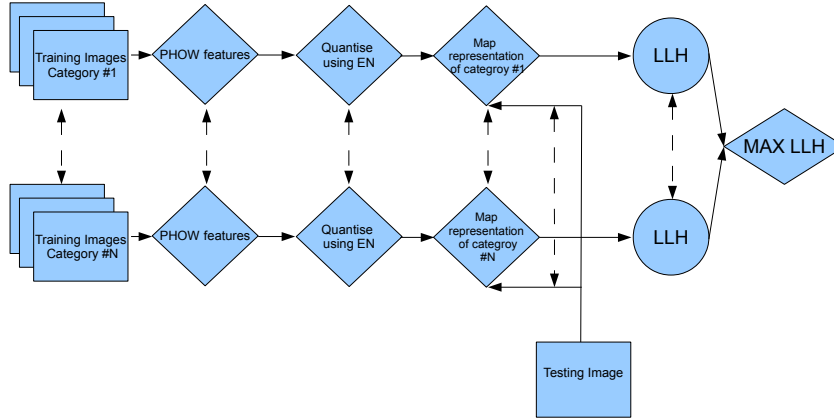 Training Images
Category #1
PHOW features
Quantise
using EN
Map
representation
of categroy #1
LLH
MAX LLH
Training Images
Category #N
PHOW features
Quantise
using EN
Map
representation
of categroy
#N
LLH
Testing Image